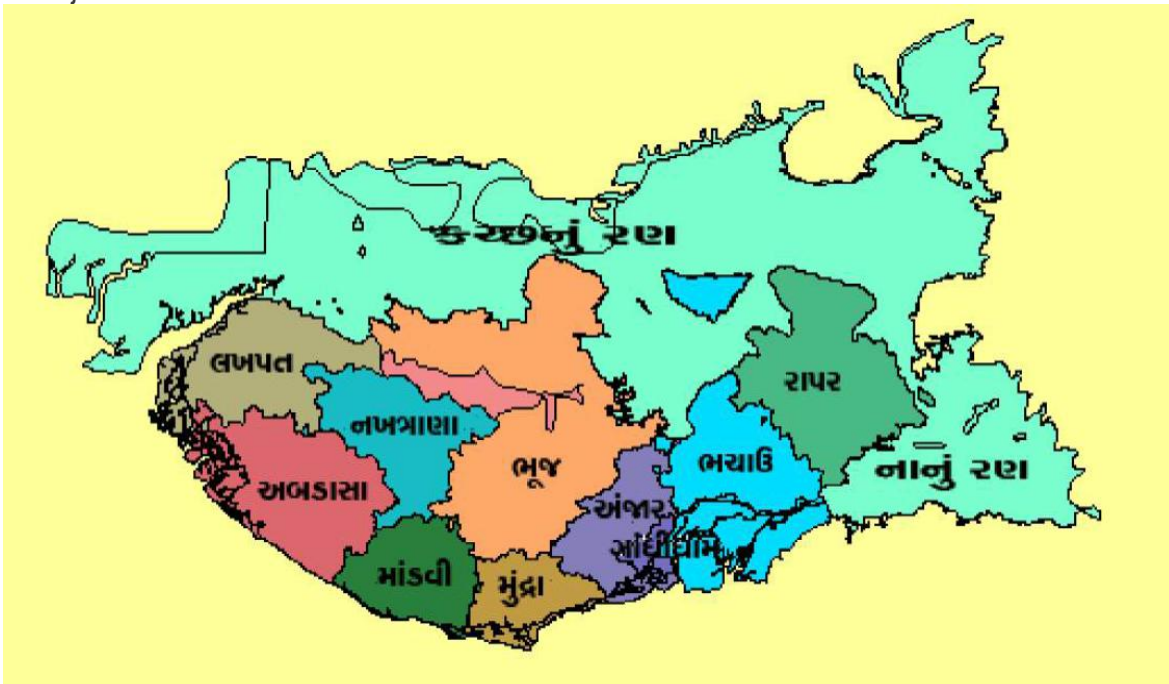 કચ્છનું રણ
લખપત
રાપર
નખત્રાણા
ભૂજ
ભચાઉ
નાનું રણ
અબડાસા
અંજાર
ગાંધીધામ
માંડવી
મુંદ્રા